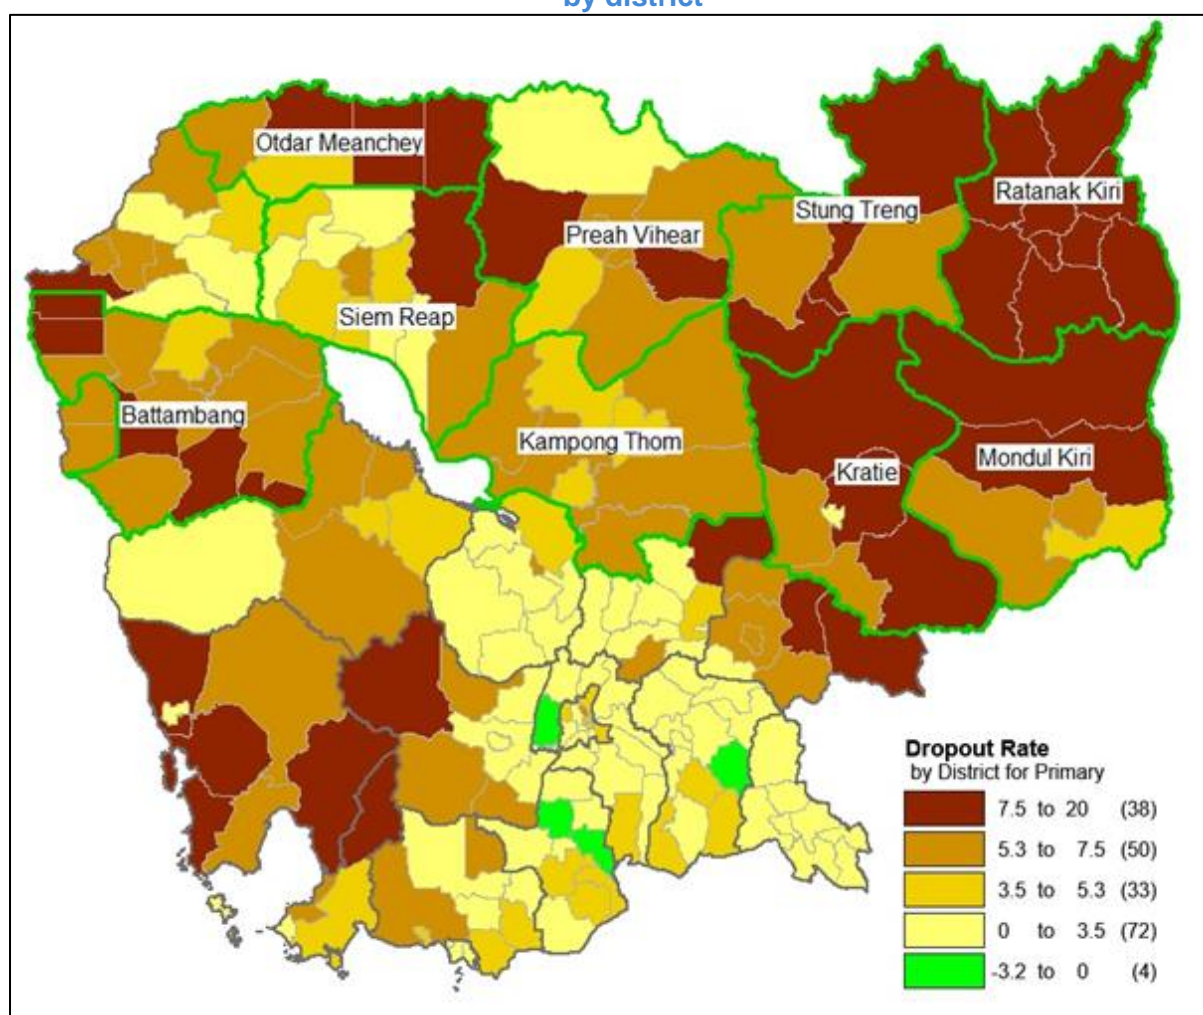 by district
Otdar Meanchey
Ratanak Kiri
Stung Treng
Preah Vihear
Siem Reap
Battambang
Kampong Thom
Kratie
Mondul Kiri
Dropout Rate
by District for Primary
7.5 to 20 (38)
5.3 to 7.5 (50)
3.5 to 5.3 (33)
0 to 3.5 (72)
-3.2 to 0 (4)